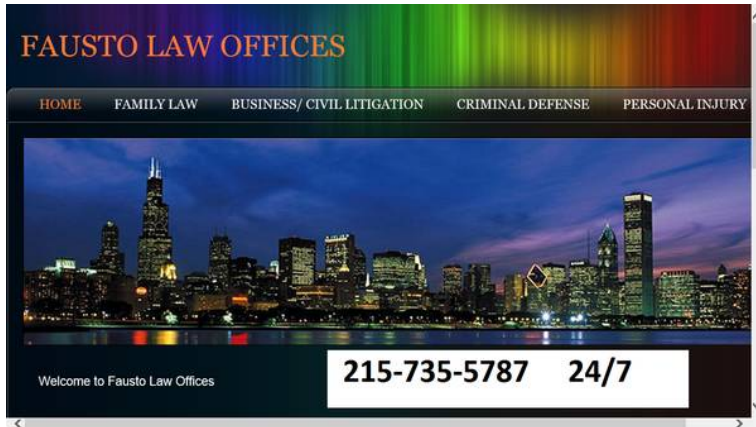 FAUSTO LAW OFFICES
HOME FAMILY LAW BUSINESS/ CIVIL LITIGATION CRIMINAL DEFENSE PERSONAL INJURY
Welcome to Fausto Law Offices
215-735-5787 24/7